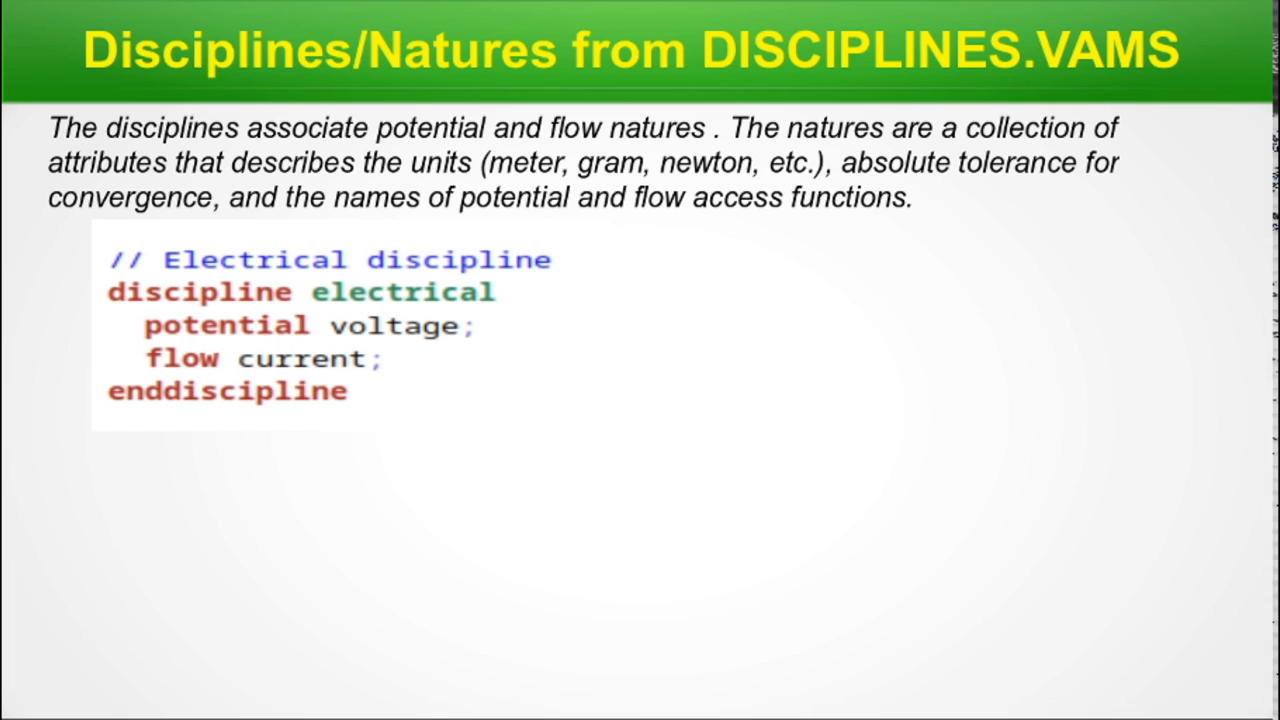 Disciplines/Natures from DISCIPLINES.VAMS
The disciplines associate potential and flow natures . The natures are a collection of
attributes that describes the units (meter, gram, newton, etc.), absolute tolerance for
convergence, and the names of potential and flow access functions.
// Electrical discipline
discipline electrical
potential voltage;
flow current;
enddiscipline